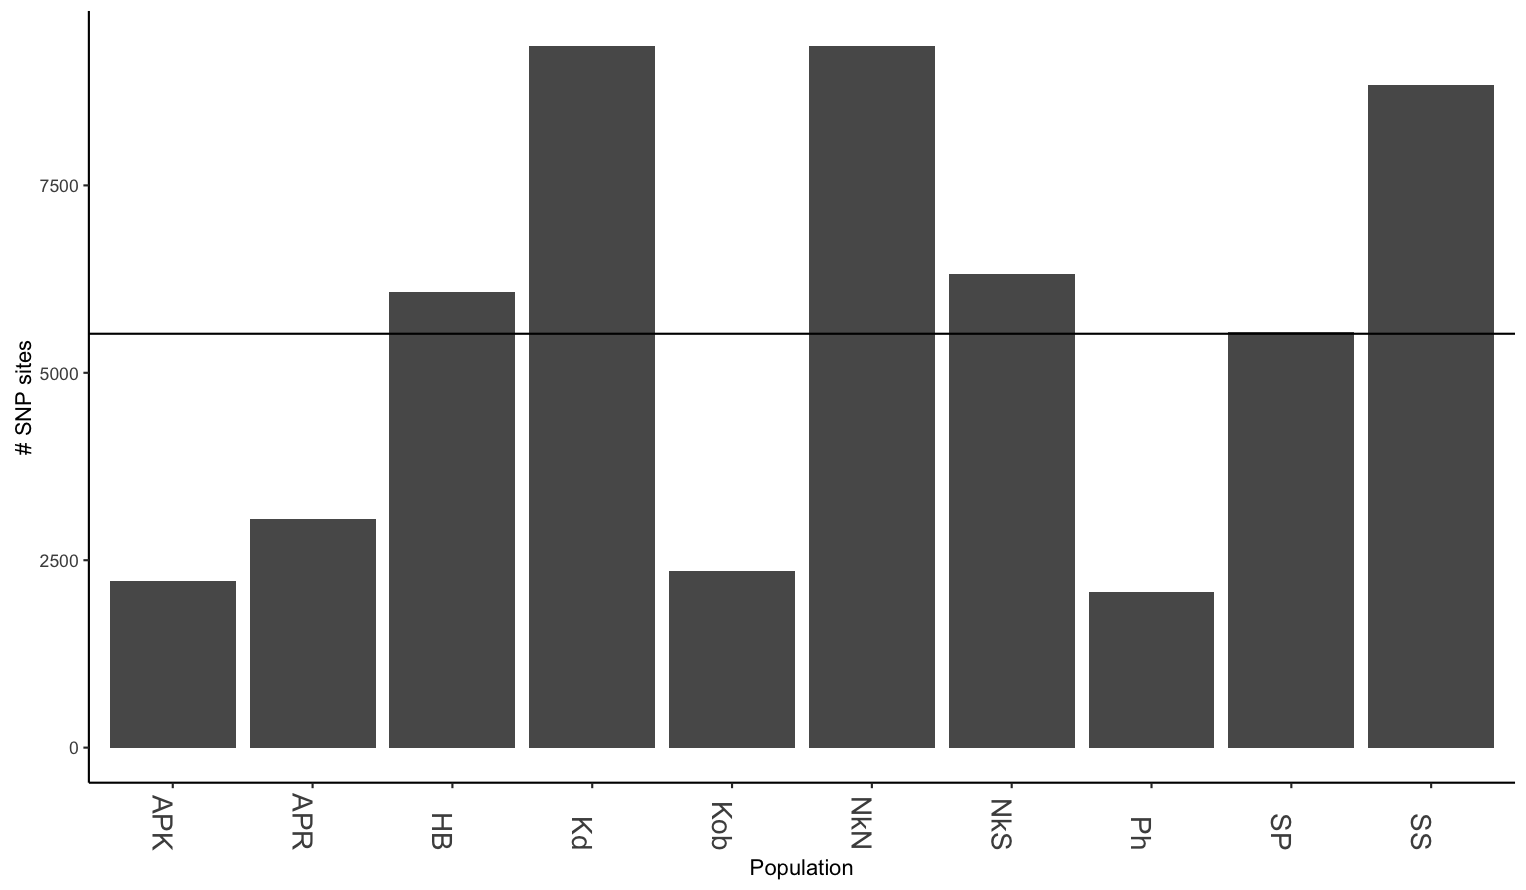 # SNP sites
7500
5000
2500
0
APK
APR
HB
Kd
Kob
NkN
NkS
Ph
SP
SS
Population